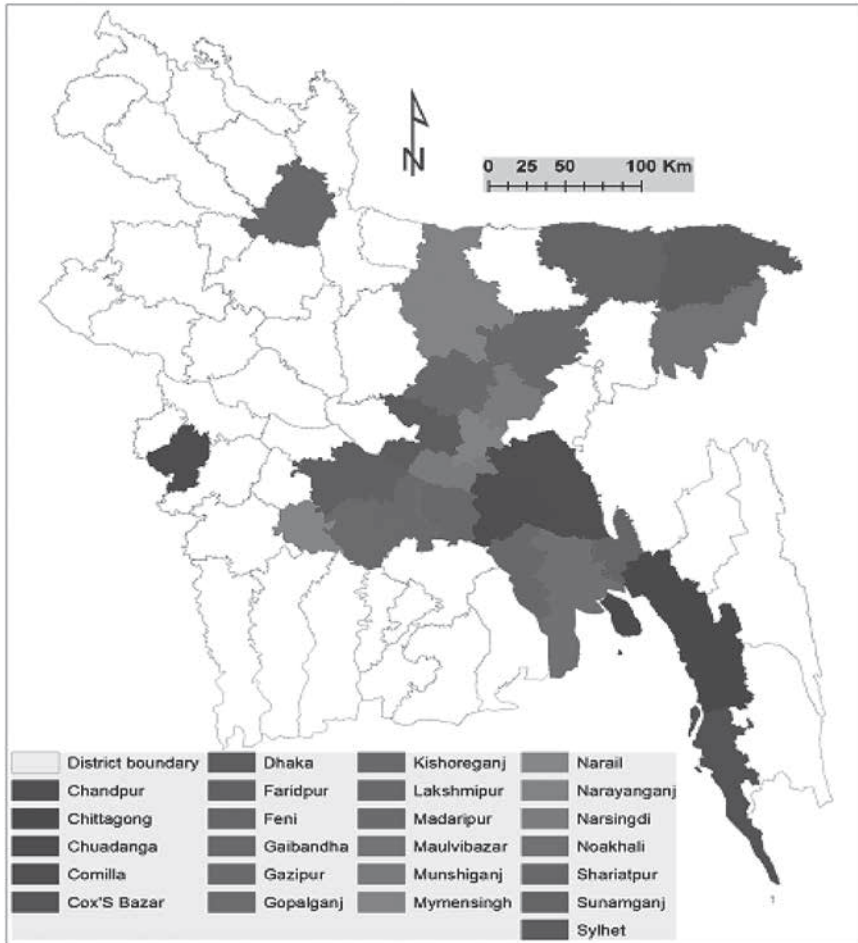 N
0 25 50 100 Km
District boundary
Chandpur
Chittagong
Chuadanga
Comilla
Cox'S Bazar
Dhaka
Faridpur
Feni
Gaibandha
Gazipur
Gopalganj
Kishoreganj
Lakshmipur
Madaripur
Maulvibazar
Munshiganj
Mymensingh
Narail
Narayanganj
Narsingdi
Noakhali
Shariatpur
Sunamganj
Sylhet
1